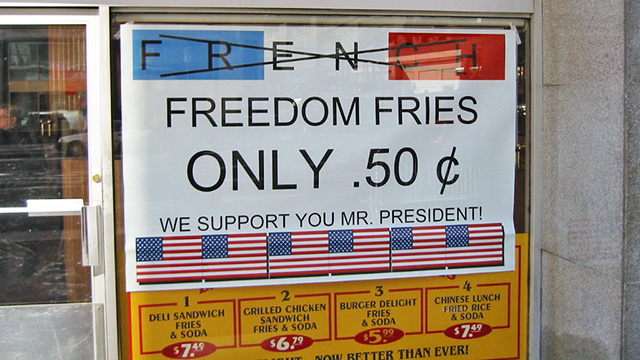 FRENCH
FREEDOM FRIES
ONLY .50 ¢
WE SUPPORT YOU MR. PRESIDENT!
1
DELI SANDWICH
FRIES
& SODA
$7.49
2
GRILLED CHICKEN
SANDWICH
FRIES & SODA
$6.79
3
BURGER DELIGHT
FRIES
& SODA
$5.99
4
CHINESE LUNCH
FRIED RICE
& SODA
$7.49
NOW BETTER THAN EVER!